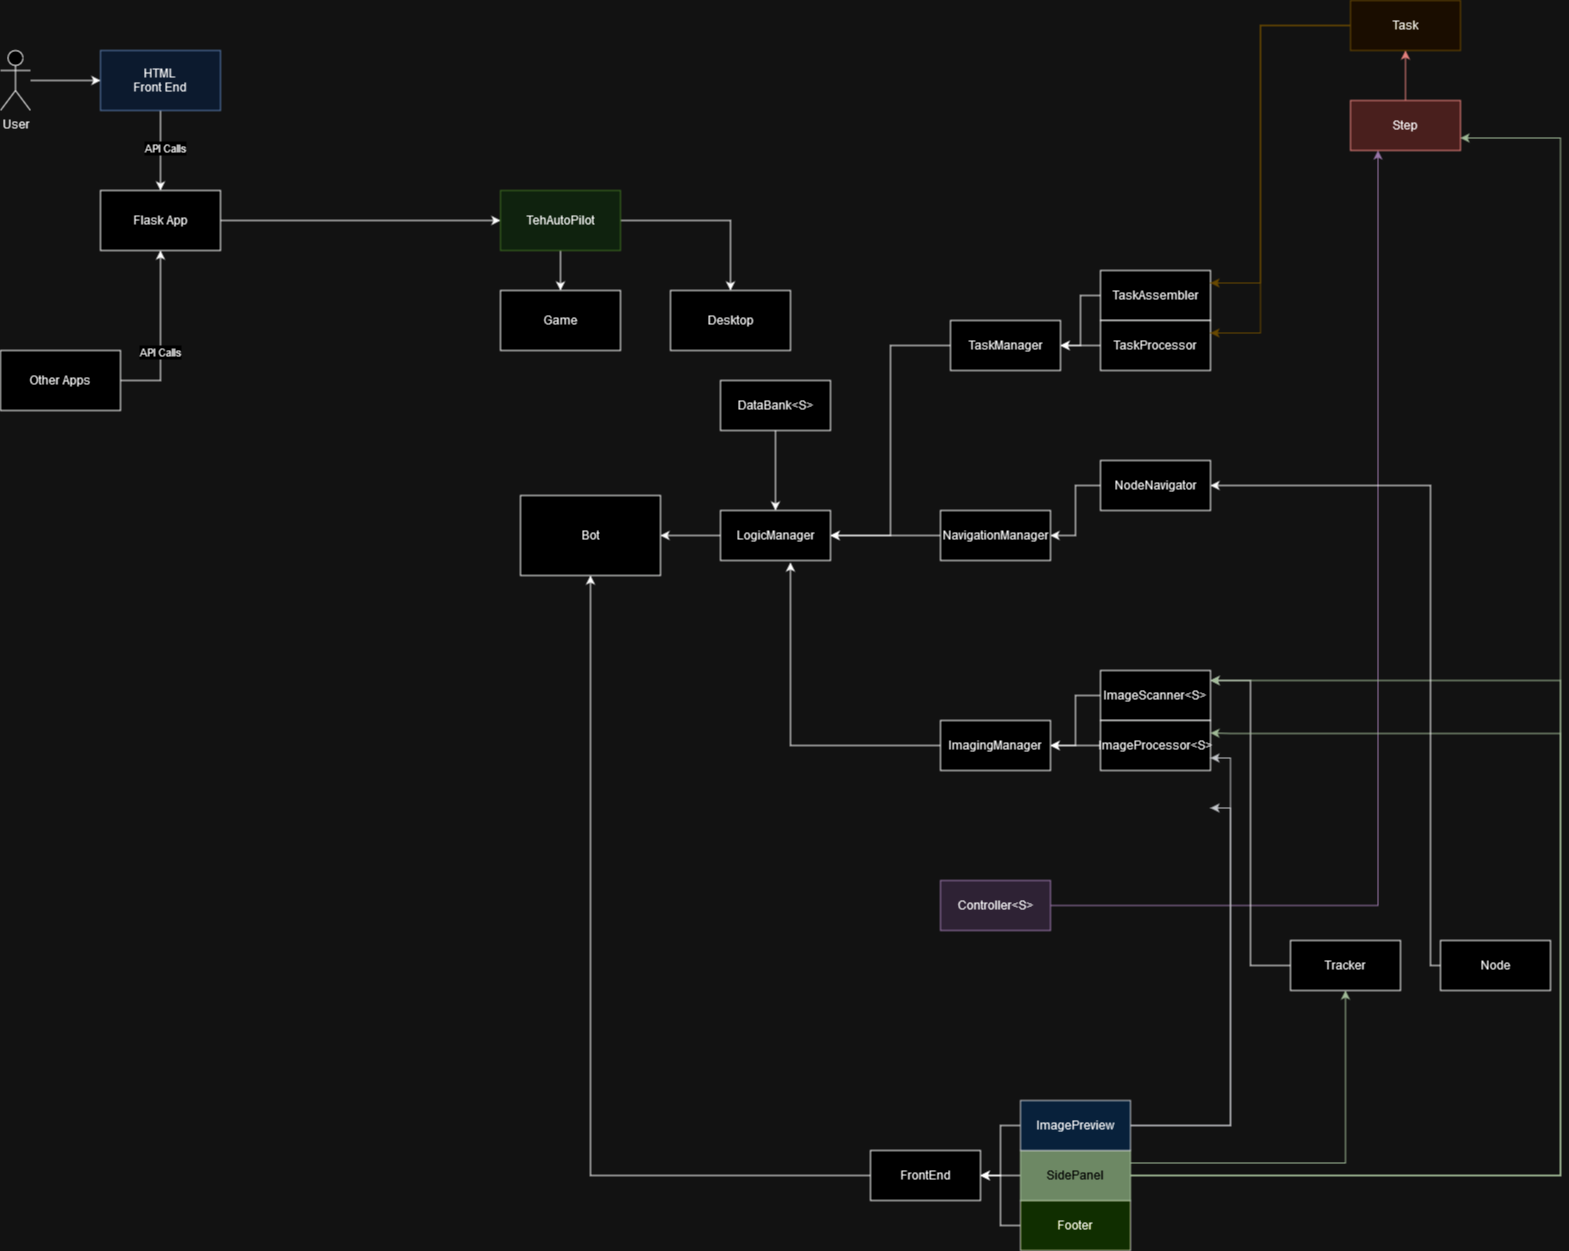 Task
HTML
Front End
User
Step
API Calls
Flask App
TehAutoPilot
TaskAssembler
Game
Desktop
TaskManager
TaskProcessor
API Calls
Other Apps
DataBank<S>
NodeNavigator
Bot
LogicManager
NavigationManager
ImageScanner<S>
ImagingManager
ImageProcessor<S>
Controller<S>
Tracker
Node
ImagePreview
FrontEnd
SidePanel
Footer